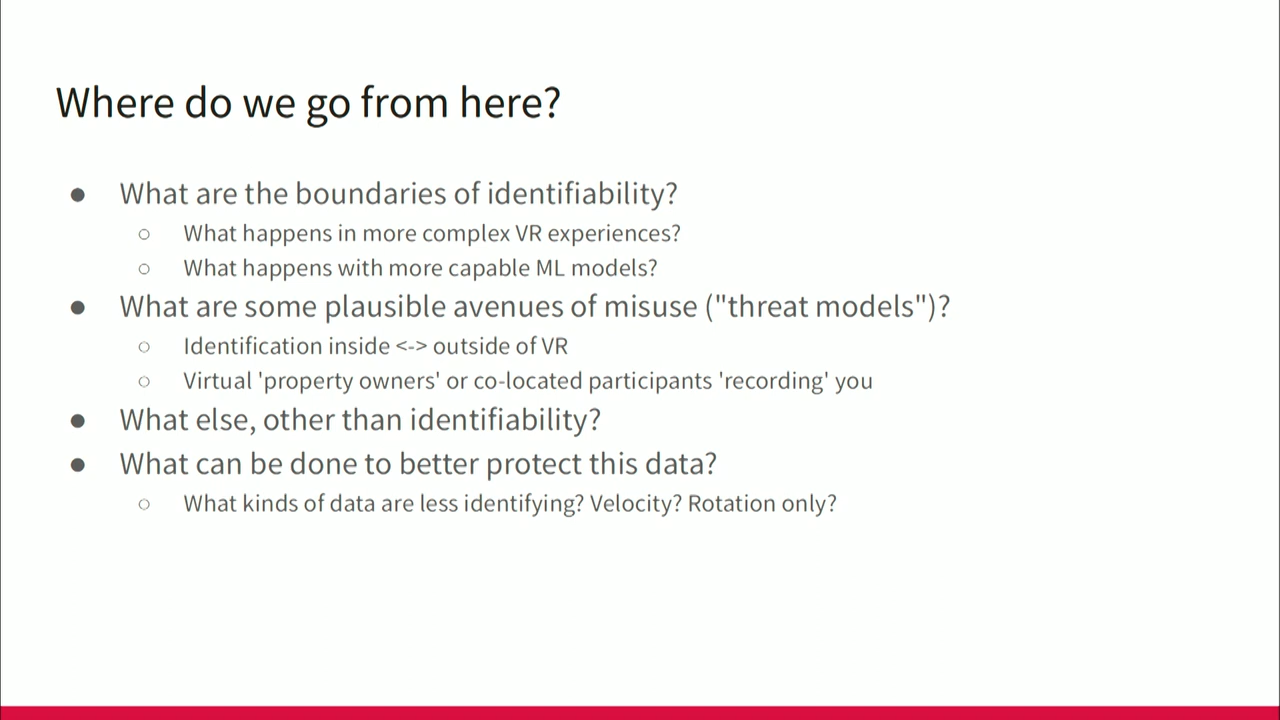 Where do we go from here?
● What are the boundaries of identifiability?
○ What happens in more complex VR experiences?
○ What happens with more capable ML models?
● What are some plausible avenues of misuse ("threat models")?
○ Identification inside <-> outside of VR
○ Virtual 'property owners' or co-located participants 'recording' you
● What else, other than identifiability?
● What can be done to better protect this data?
○ What kinds of data are less identifying? Velocity? Rotation only?